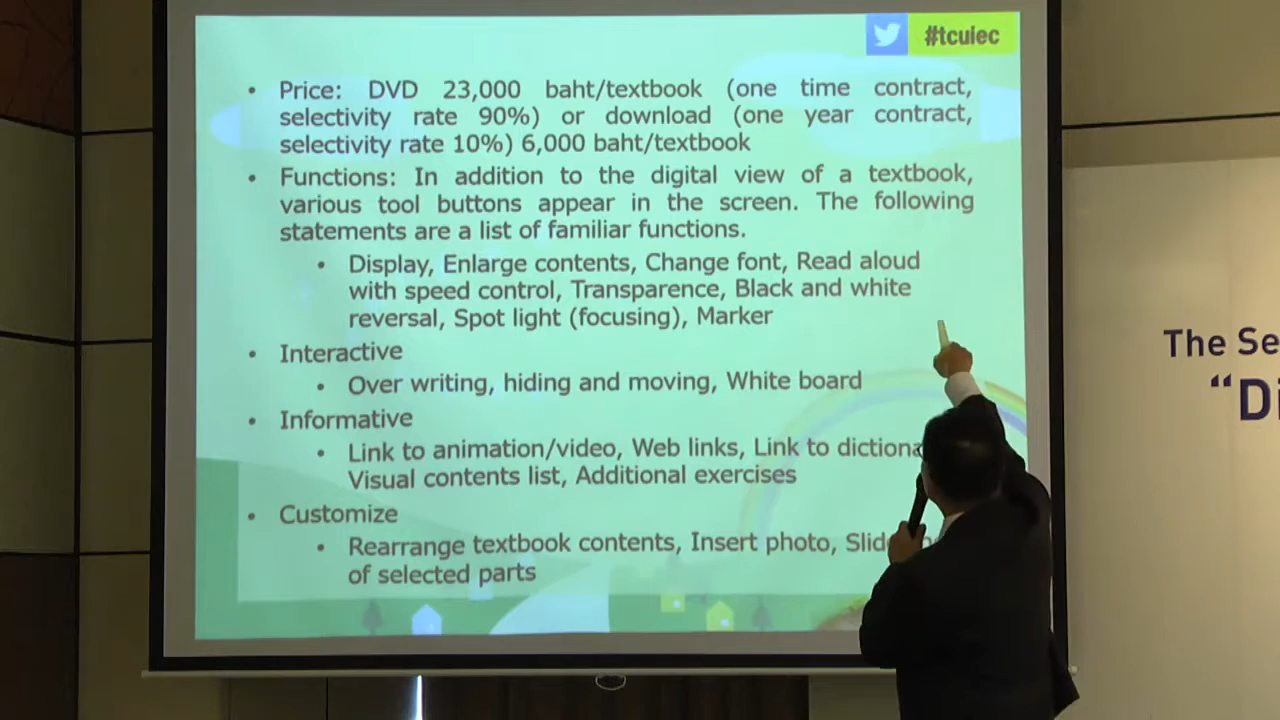 #tcuiec
• Price: DVD 23,000 baht/textbook (one time contract,
selectivity rate 90%) or download (one year contract,
selectivity rate 10%) 6,000 baht/textbook
• Functions: In addition to the digital view of a textbook,
various tool buttons appear in the screen. The following
statements are a list of familiar functions.
• Display, Enlarge contents, Change font, Read aloud
with speed control, Transparence, Black and white
reversal, Spot light (focusing), Marker
• Interactive
• Over writing, hiding and moving, White board
• Informative
• Link to animation/video, Web links, Link to
Visual contents list, Additional exercises
• Customize
• Rearrange textbook contents, Insert photo,
of selected parts
The Se
“Di